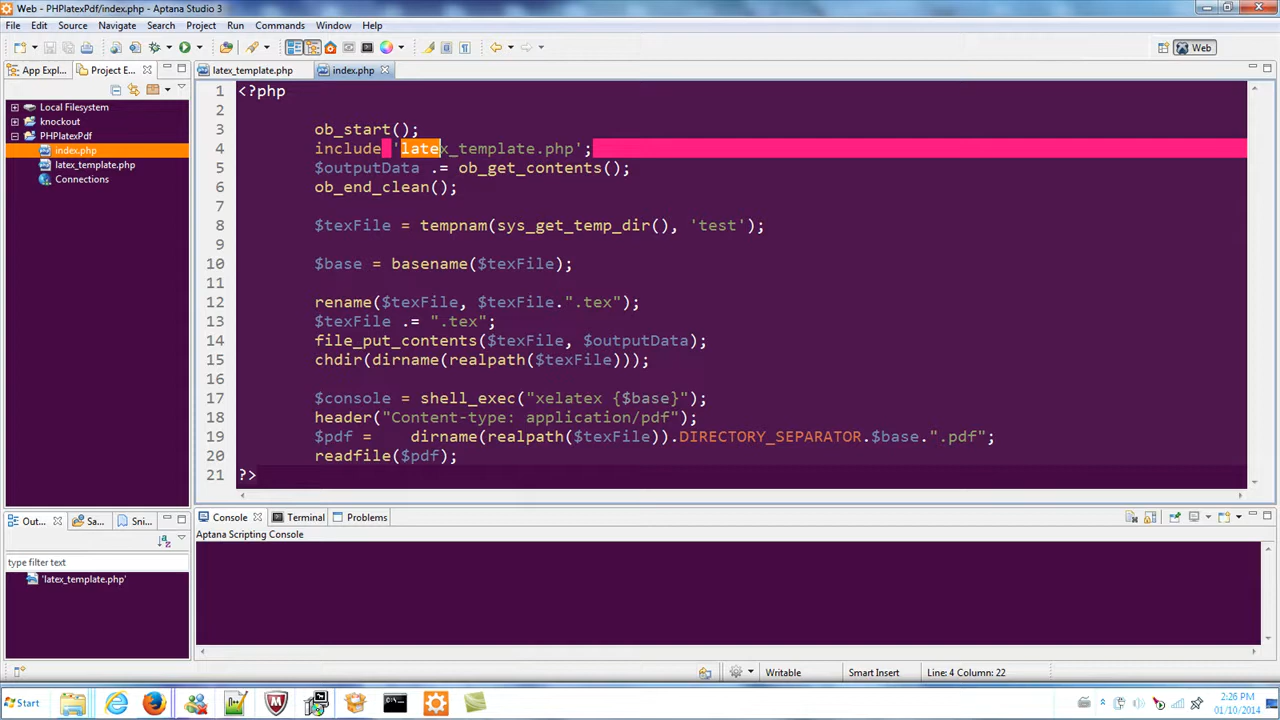 Web - PHPlatexPdf/index.php - Aptana Studio 3
File Edit Source Navigate Search Project Run Commands Window Help
Web
App Expl...
Project E...
latex_template.php
index.php
Local Filesystem
knockout
PHPlatexPdf
index.php
latex_template.php
Connections
1 <?php
2
3 ob_start();
4 include 'latex_template.php';
5 $outputData .= ob_get_contents();
6 ob_end_clean();
7
8 $texFile = tempnam(sys_get_temp_dir(), 'test');
9
10 $base = basename($texFile);
11
12 rename($texFile, $texFile.".tex");
13 $texFile .= ".tex";
14 file_put_contents($texFile, $outputData);
15 chdir(dirname(realpath($texFile)));
16
17 $console = shell_exec("xelatex {$base}");
18 header("Content-type: application/pdf");
19 $pdf = dirname(realpath($texFile)).DIRECTORY_SEPARATOR.$base.".pdf";
20 readfile($pdf);
21 ?>
Out...
Sa...
Sni...
type filter text
'latex_template.php'
Console
Terminal
Problems
Aptana Scripting Console
Writable
Smart Insert
Line: 4 Column: 22
Start
2:26 PM
01/10/2014